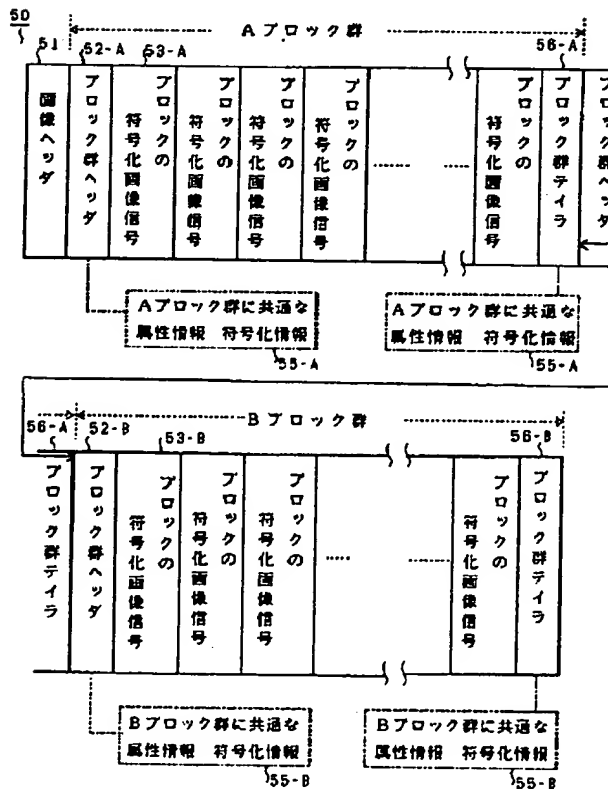 50
Aブロック群
51
52-A
53-A
56-A
画像ヘッダ
ブロック群ヘッダ
ブロックの
符号化画像信号
ブロックの
符号化画像信号
ブロックの
符号化画像信号
ブロックの
符号化画像信号
ブロックの
符号化画像信号
ブロック群テイラ
ブロック群ヘッダ
Aブロック群に共通な
属性情報 符号化情報
55-A
Aブロック群に共通な
属性情報 符号化情報
55-A
Bブロック群
56-A
52-B
53-B
56-B
ブロック群テイラ
ブロック群ヘッダ
ブロックの
符号化画像信号
ブロックの
符号化画像信号
ブロックの
符号化画像信号
ブロックの
符号化画像信号
ブロック群テイラ
Bブロック群に共通な
属性情報 符号化情報
55-B
Bブロック群に共通な
属性情報 符号化情報
55-B